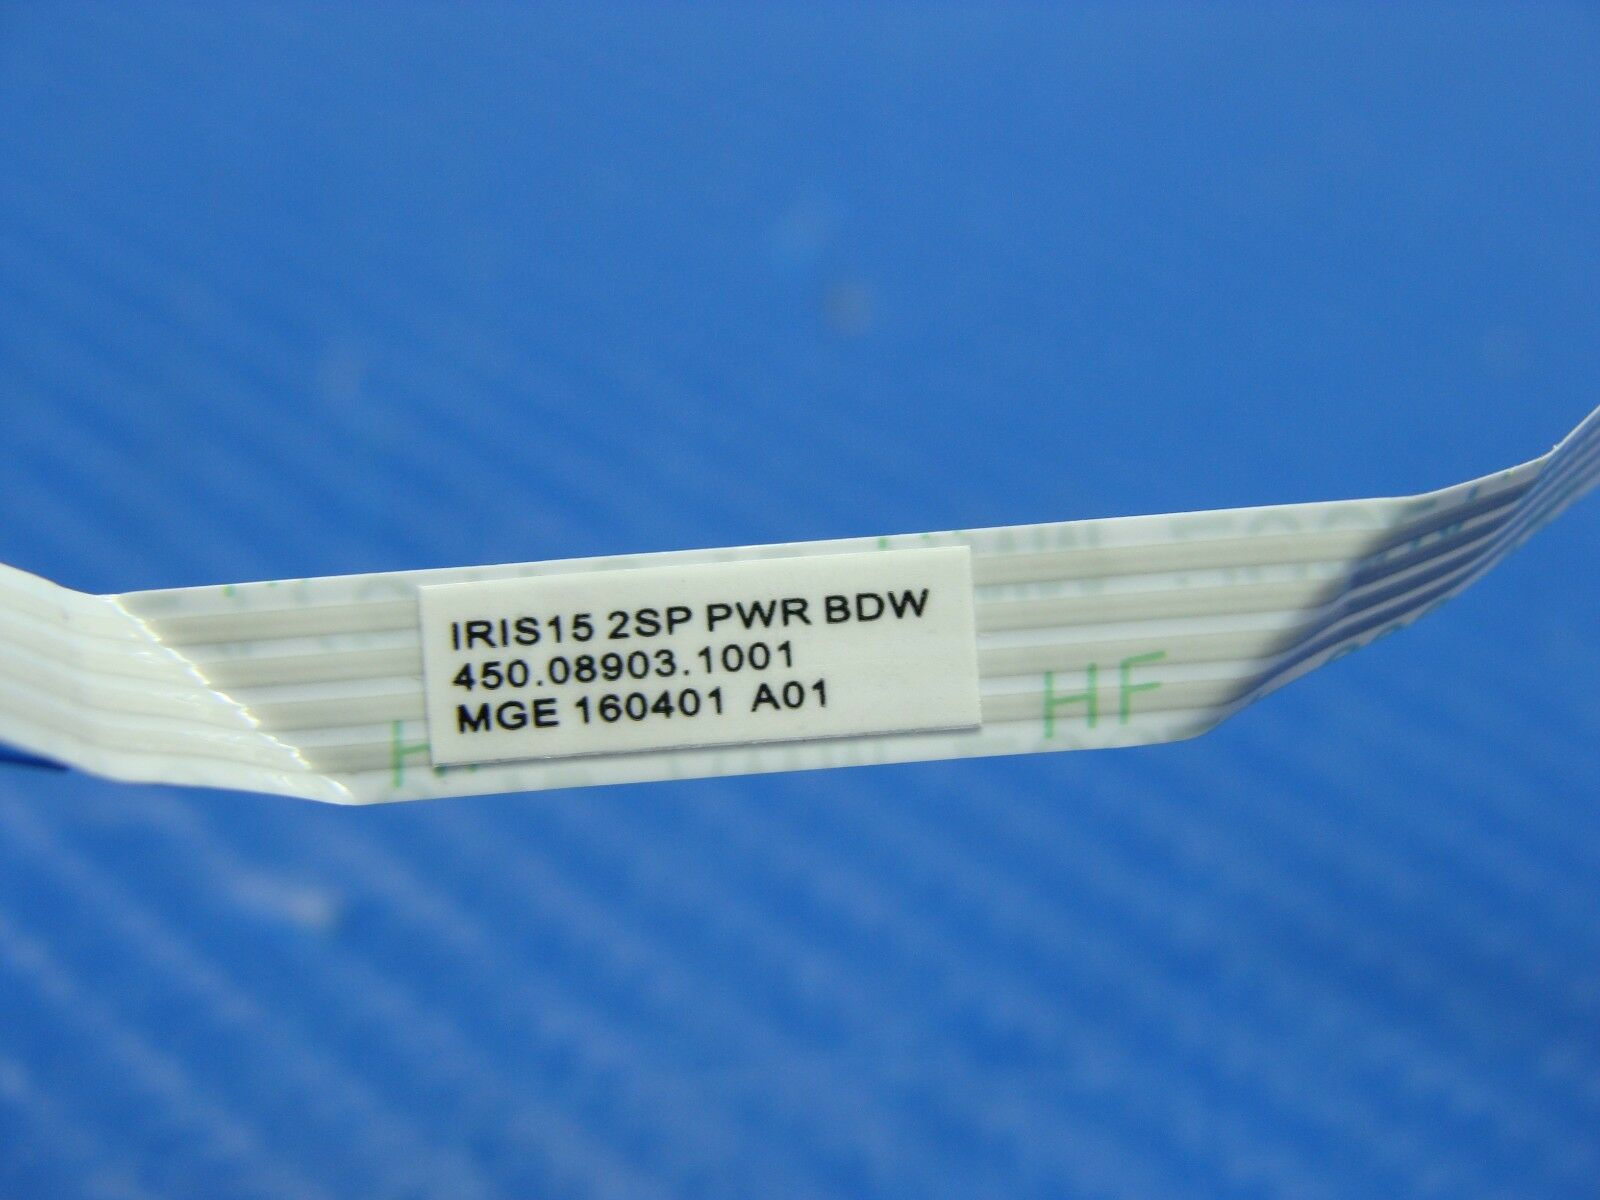 IRIS15 2SP PWR BDW
450.08903.1001
MGE 160401 A01
HF